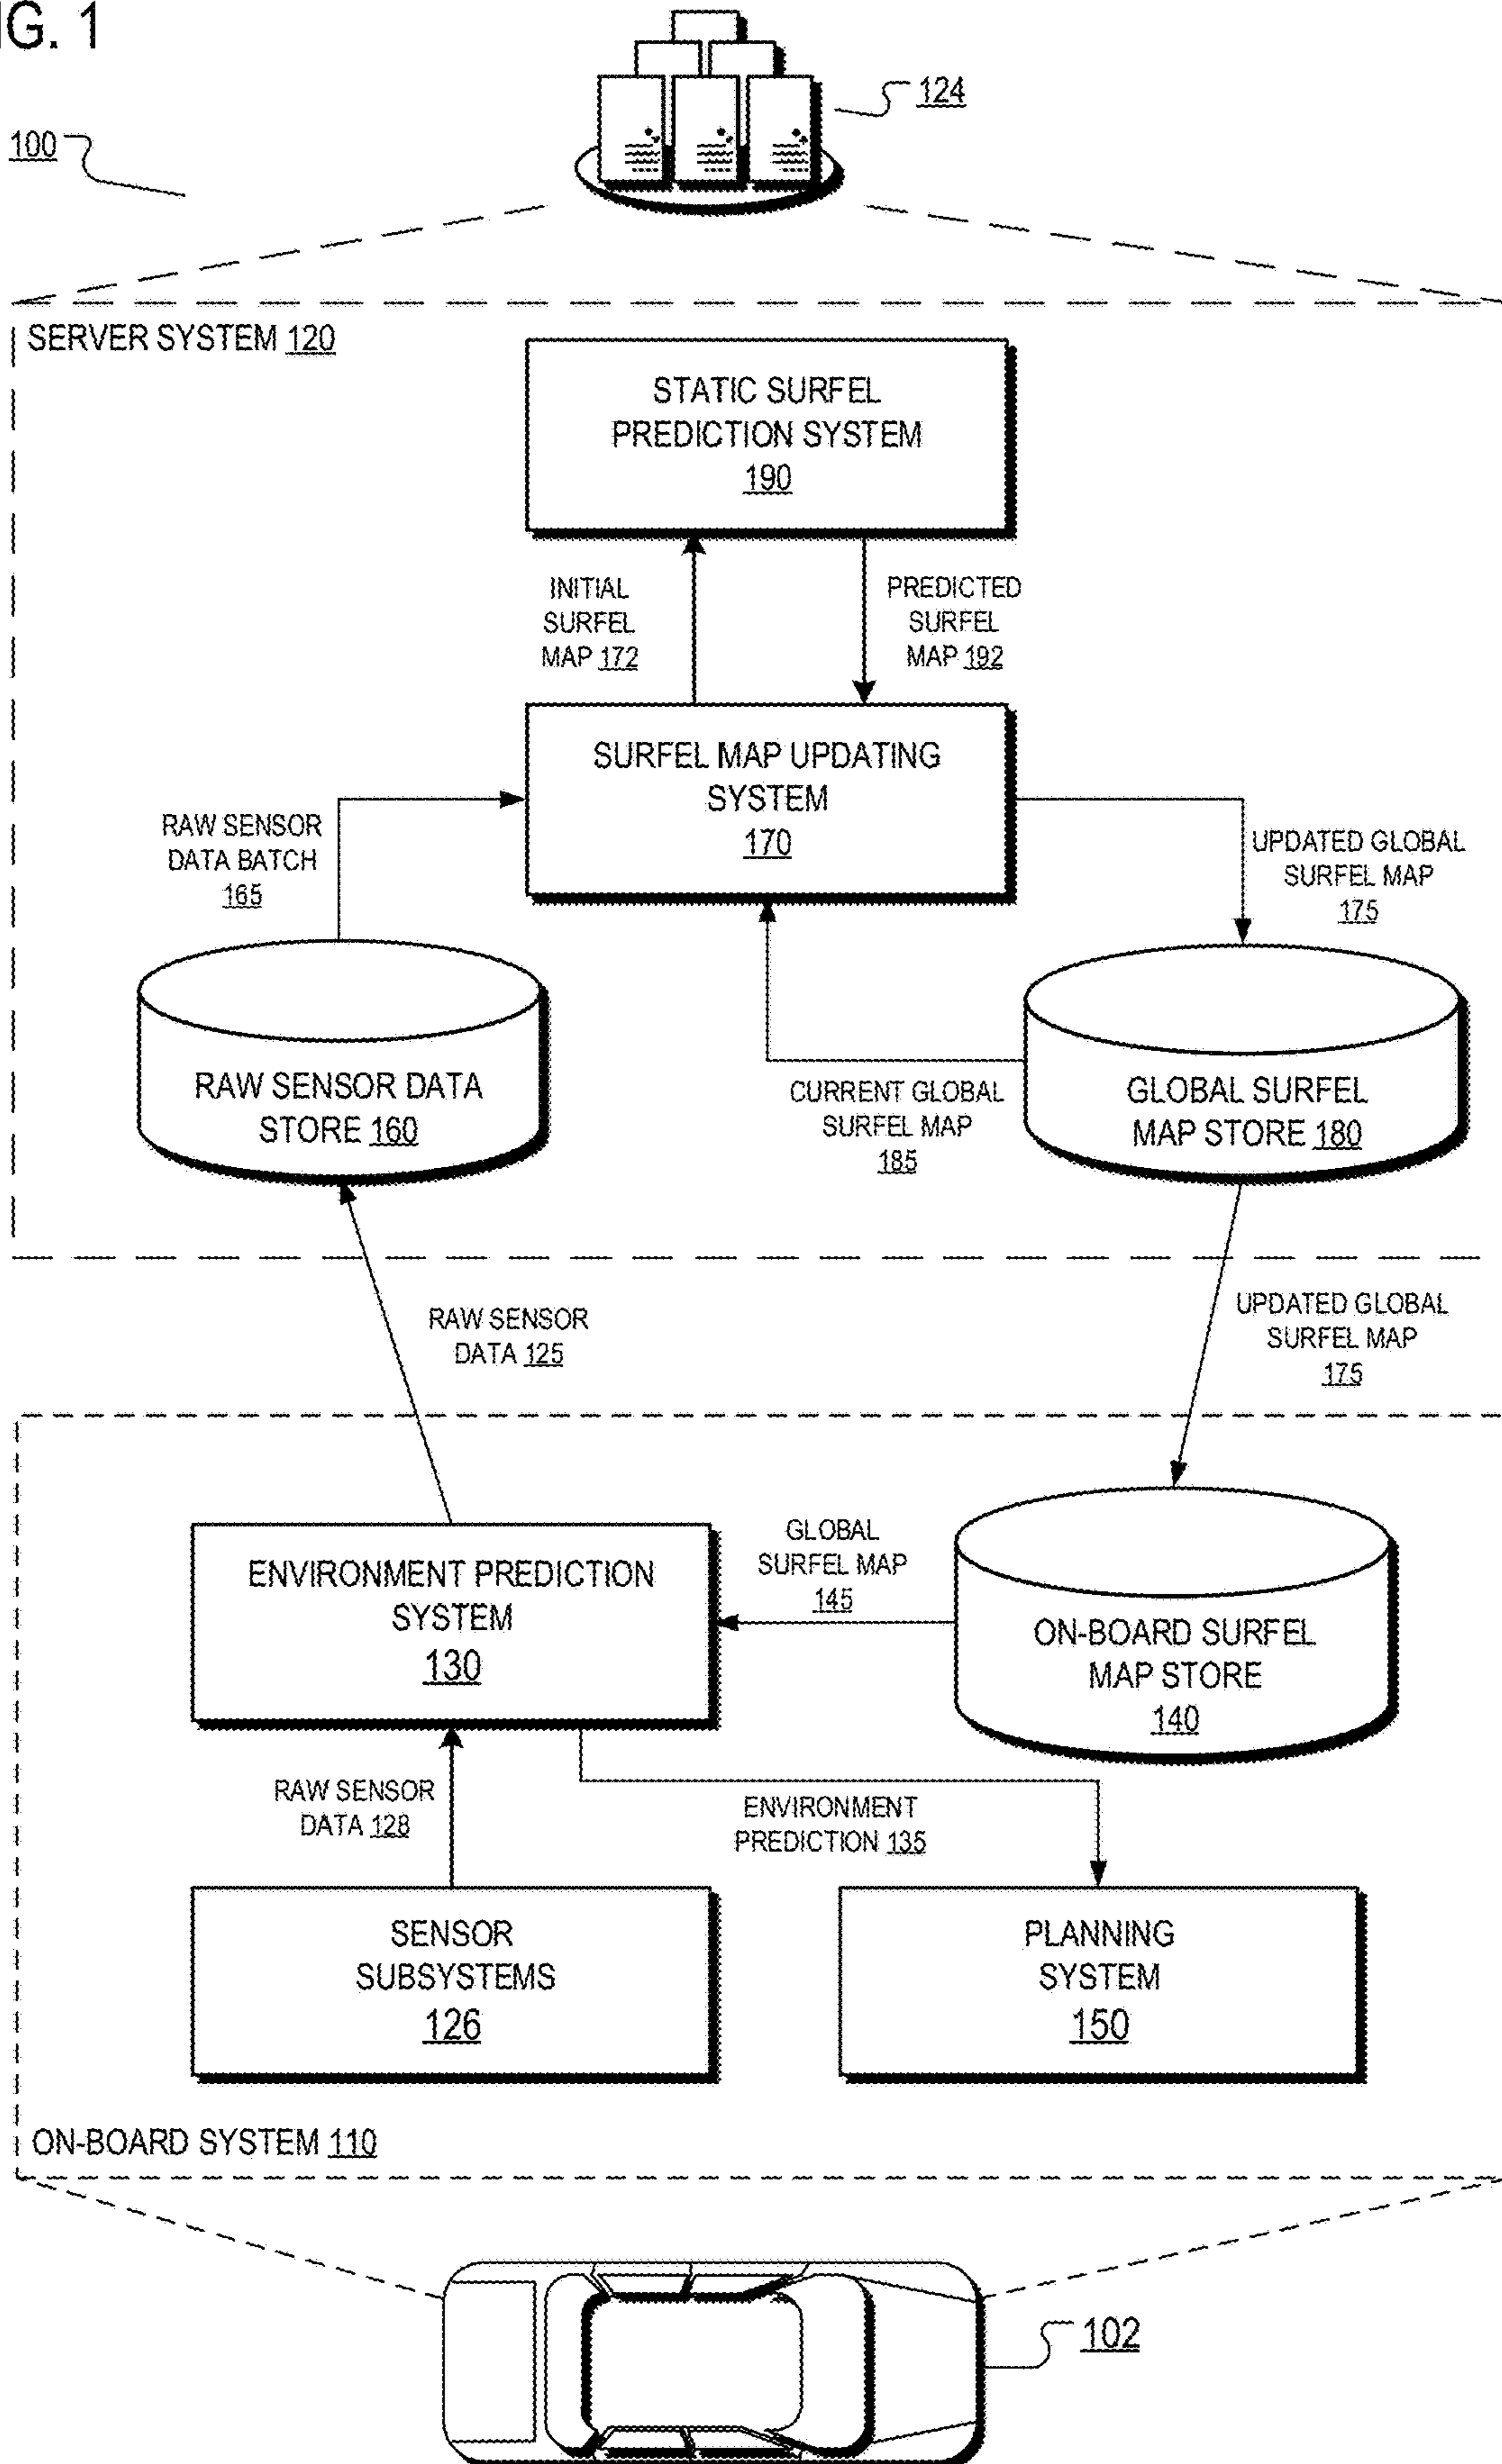 IG. 1
124
100
SERVER SYSTEM 120
STATIC SURFEL
PREDICTION SYSTEM
190
INITIAL
SURFEL
MAP 172
PREDICTED
SURFEL
MAP 192
SURFEL MAP UPDATING
SYSTEM
170
RAW SENSOR
DATA BATCH
165
UPDATED GLOBAL
SURFEL MAP
175
RAW SENSOR DATA
STORE 160
CURRENT GLOBAL
SURFEL MAP
185
GLOBAL SURFEL
MAP STORE 180
RAW SENSOR
DATA 125
UPDATED GLOBAL
SURFEL MAP
175
ENVIRONMENT PREDICTION
SYSTEM
130
GLOBAL
SURFEL MAP
145
ON-BOARD SURFEL
MAP STORE
140
RAW SENSOR
DATA 128
ENVIRONMENT
PREDICTION 135
SENSOR
SUBSYSTEMS
126
PLANNING
SYSTEM
150
ON-BOARD SYSTEM 110
102